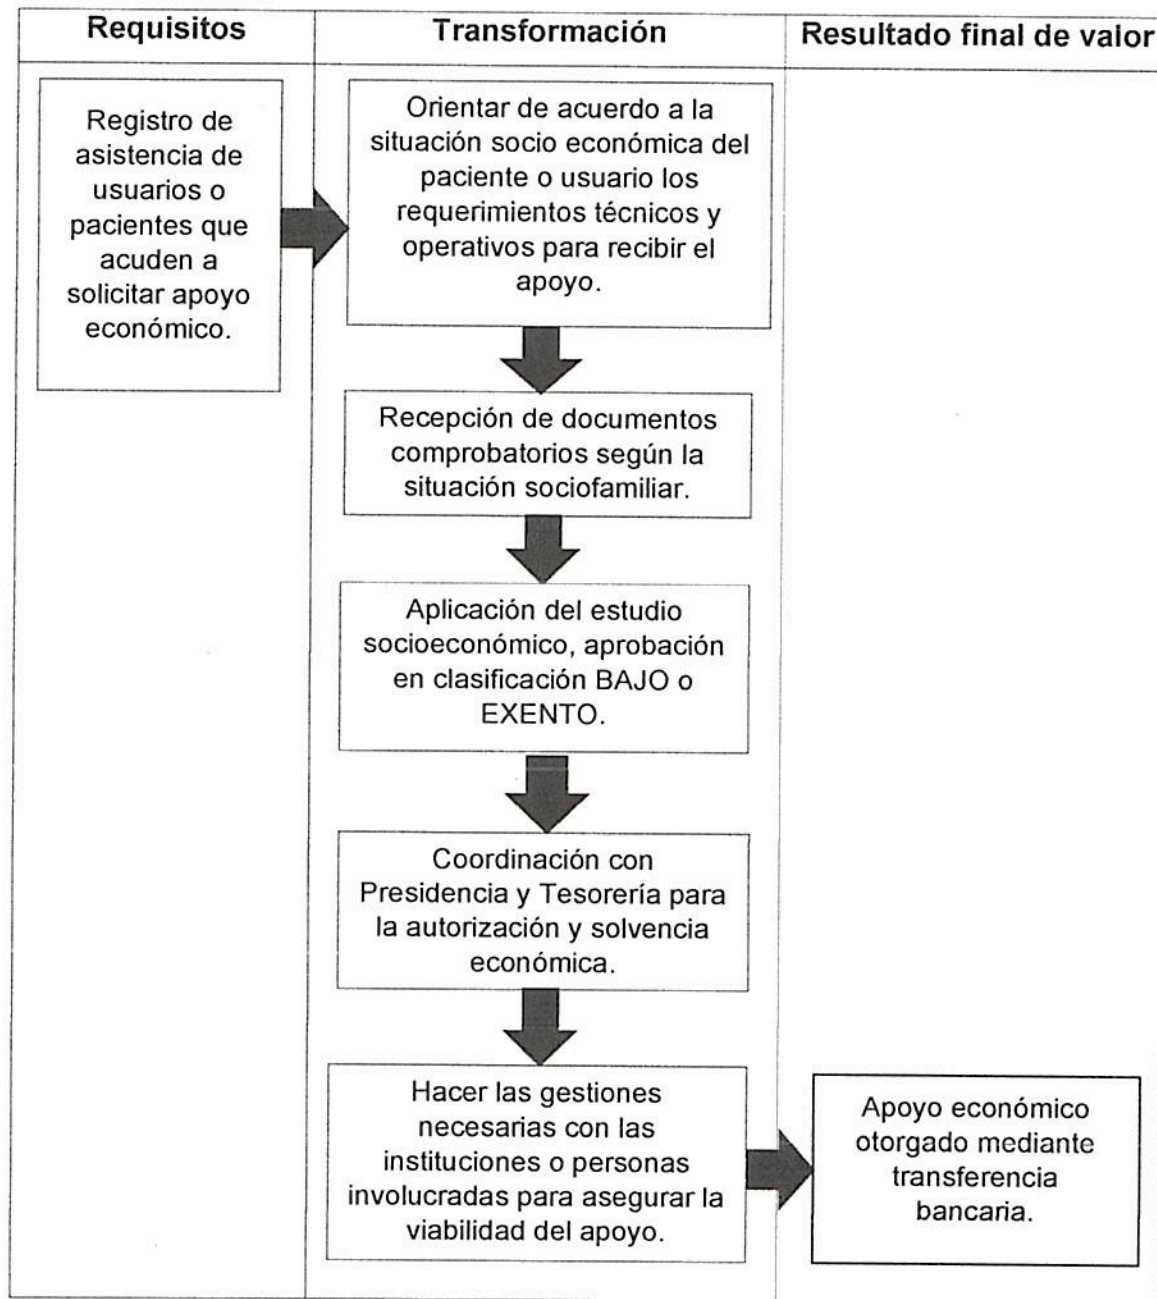 Requisitos
Transformación
Resultado final de valor
Registro de
asistencia de
usuarios o
pacientes que
acuden a
solicitar apoyo
económico.
Orientar de acuerdo a la
situación socio económica del
paciente o usuario los
requerimientos técnicos y
operativos para recibir el
apoyo.
Recepción de documentos
comprobatorios según la
situación sociofamiliar.
Aplicación del estudio
socioeconómico, aprobación
en clasificación BAJO o
EXENTO.
Coordinación con
Presidencia y Tesorería para
la autorización y solvencia
económica.
Hacer las gestiones
necesarias con las
instituciones o personas
involucradas para asegurar la
viabilidad del apoyo.
Apoyo económico
otorgado mediante
transferencia
bancaria.